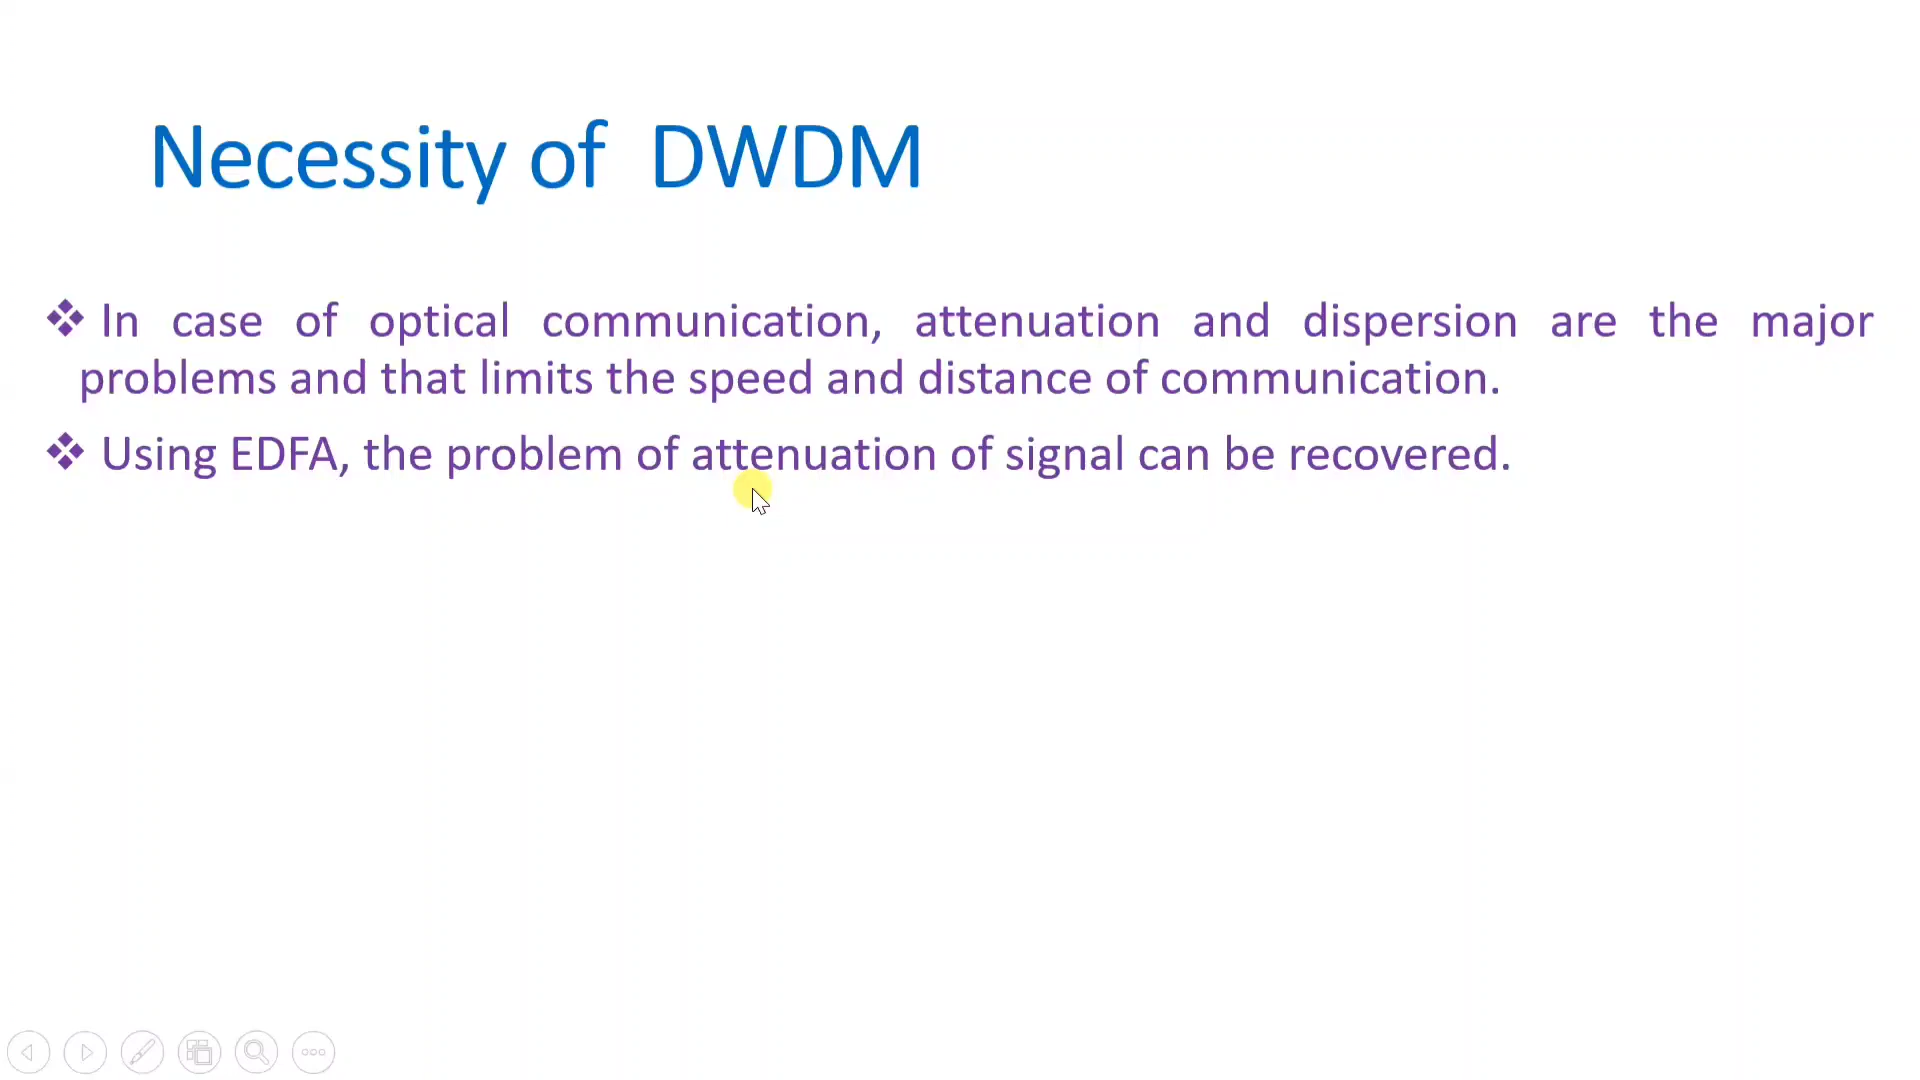 Necessity of DWDM
In case of optical communication, attenuation and dispersion are the major
problems and that limits the speed and distance of communication.
Using EDFA, the problem of attenuation of signal can be recovered.